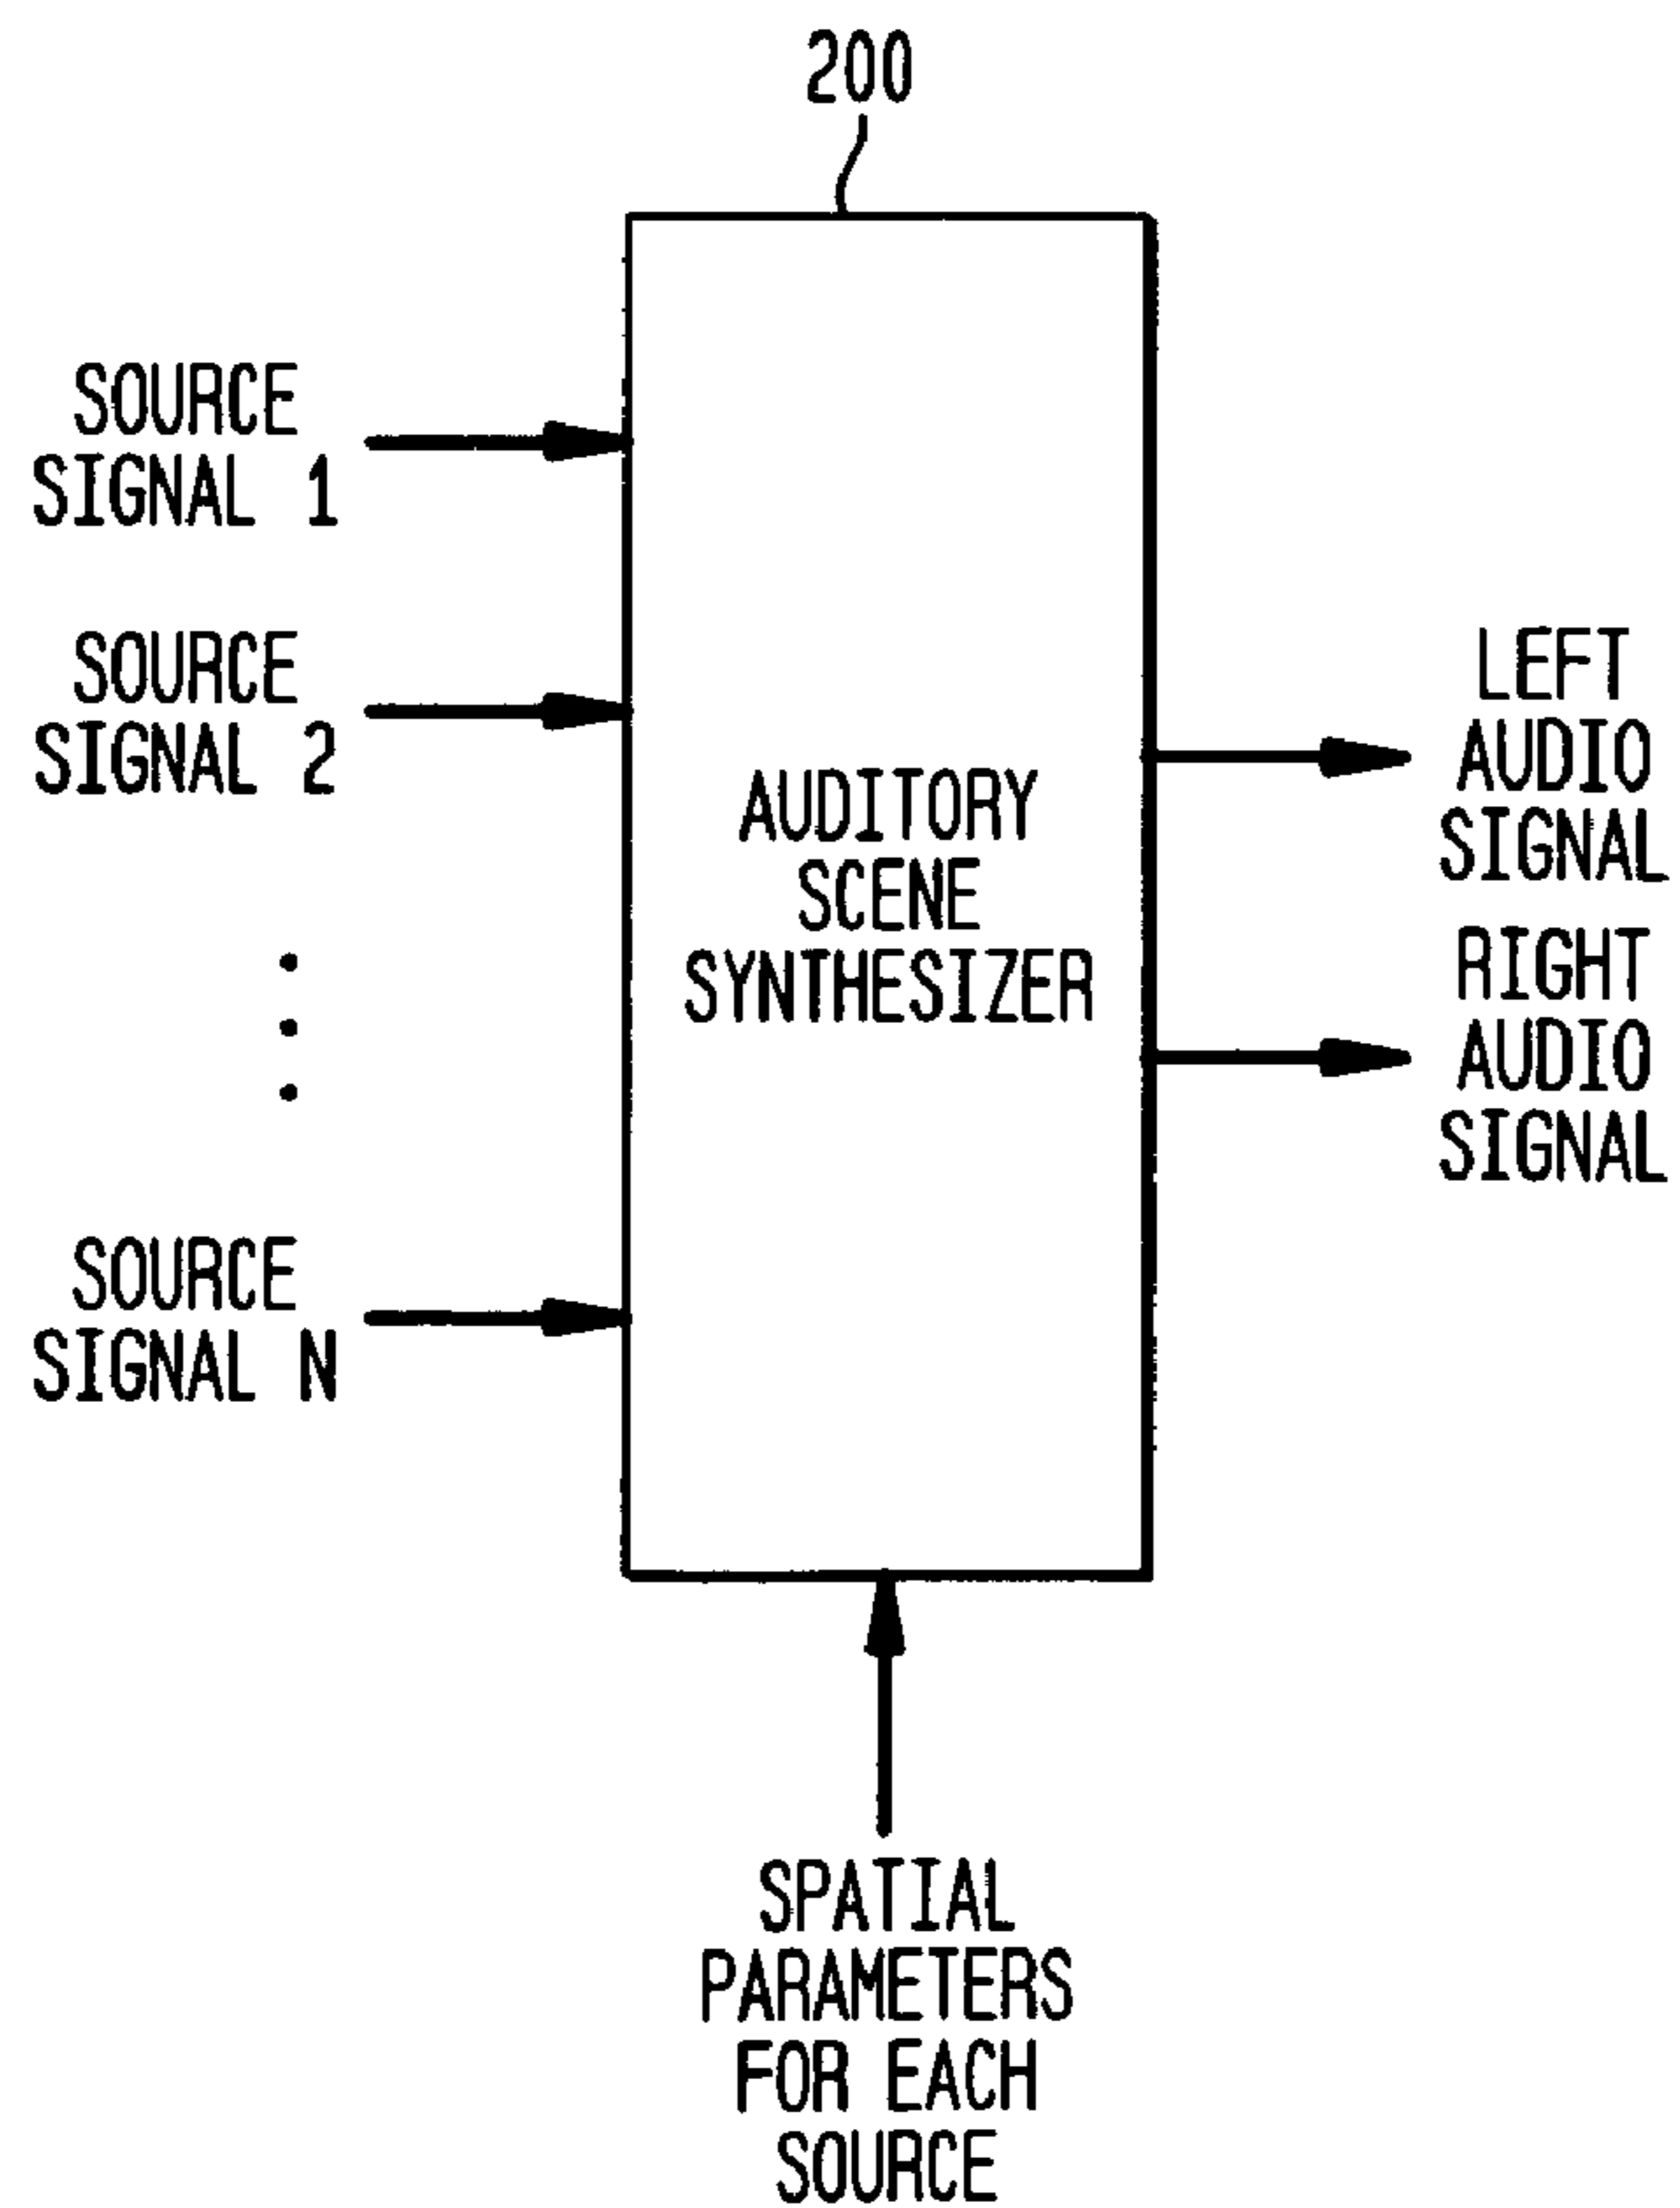 200
SOURCE
SIGNAL 1
SOURCE
SIGNAL 2
SOURCE
SIGNAL N
AUDITORY
SCENE
SYNTHESIZER
LEFT
AUDIO
SIGNAL
RIGHT
AUDIO
SIGNAL
SPATIAL
PARAMETERS
FOR EACH
SOURCE